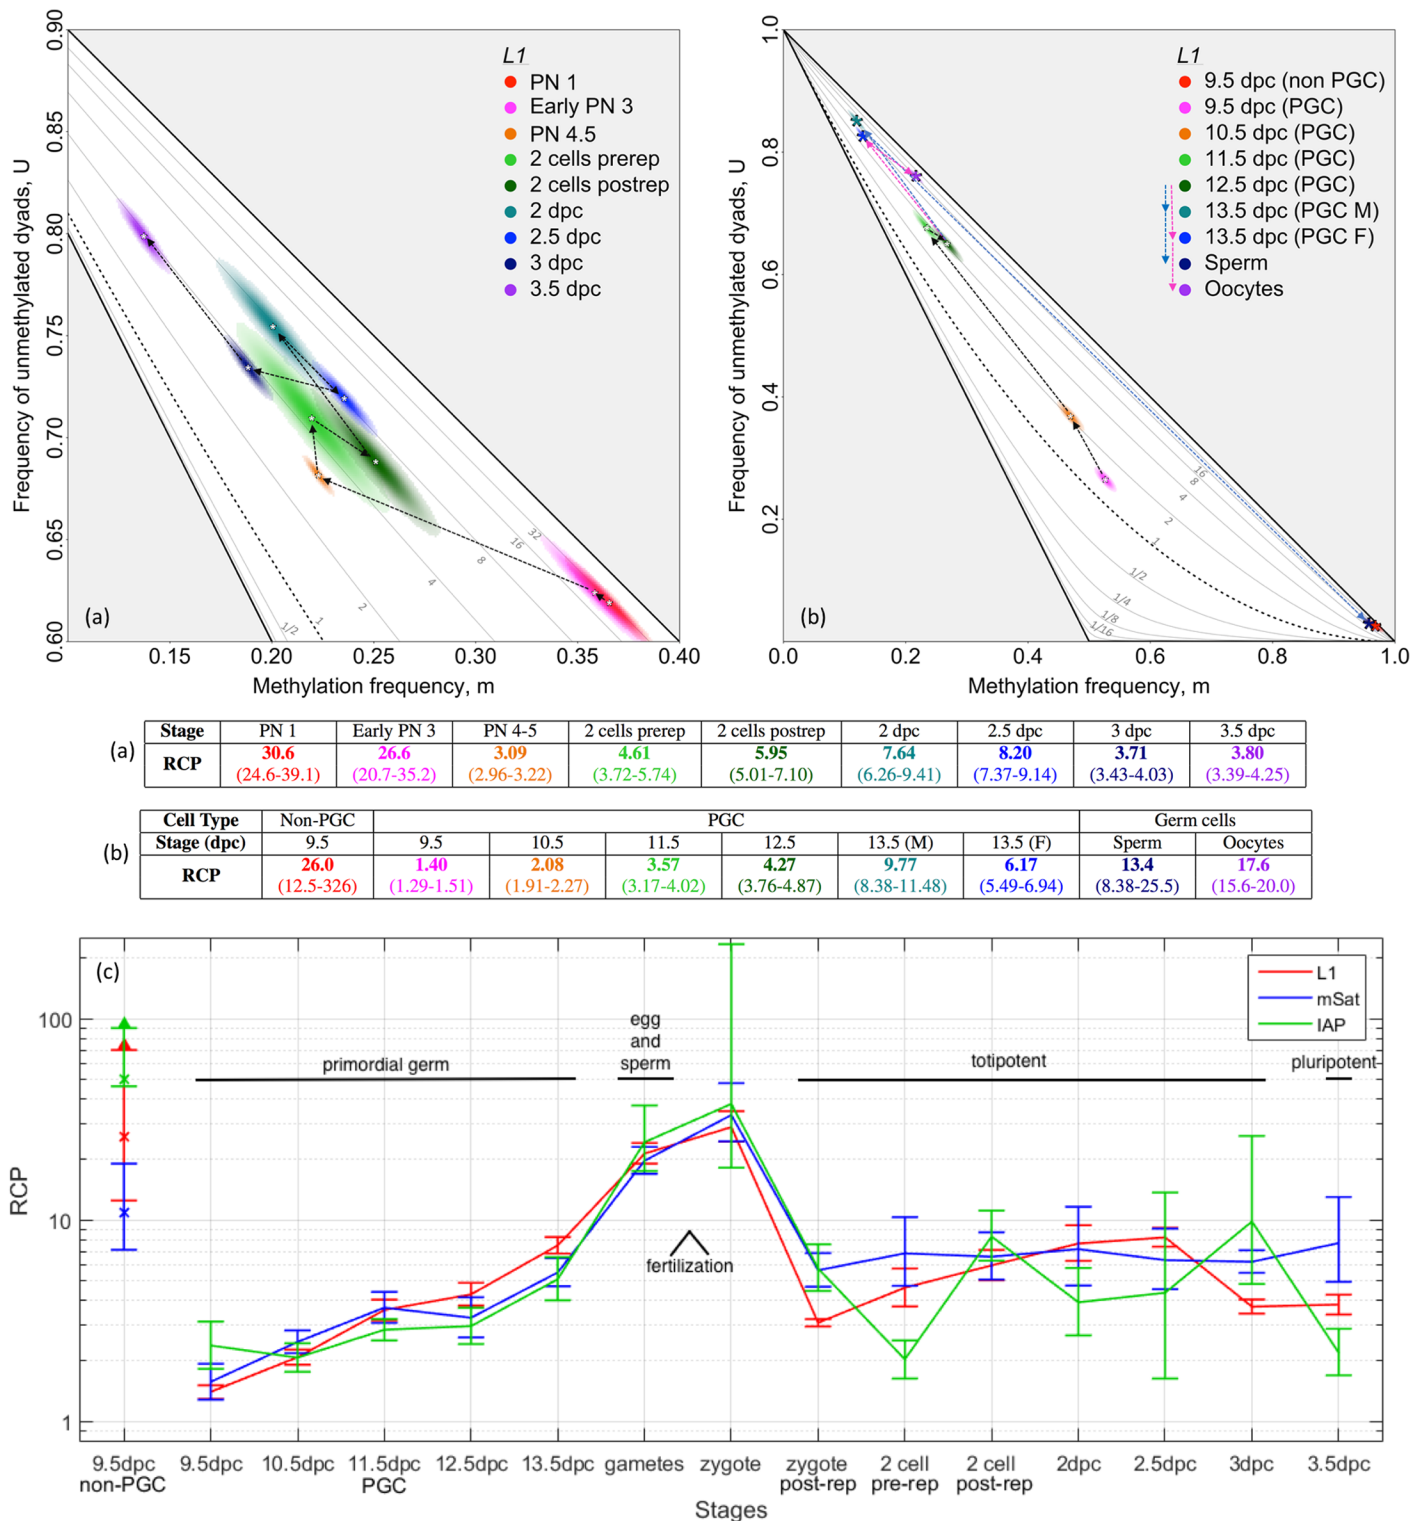 L1
PN 1
Early PN 3
PN 4.5
2 cells prerep
2 cells postrep
2 dpc
2.5 dpc
3 dpc
3.5 dpc
Frequency of unmethylated dyads, U
0.90
0.85
0.80
0.75
0.70
0.65
0.60
32
16
8
4
2
1
1/2
(a)
0.15 0.20 0.25 0.30 0.35 0.40
Methylation frequency, m
L1
9.5 dpc (non PGC)
9.5 dpc (PGC)
10.5 dpc (PGC)
11.5 dpc (PGC)
12.5 dpc (PGC)
13.5 dpc (PGC M)
13.5 dpc (PGC F)
Sperm
Oocytes
Frequency of unmethylated dyads, U
1.0
0.8
0.6
0.4
0.2
16
8
4
2
1
1/2
1/4
1/8
1/16
(b)
0.0 0.2 0.4 0.6 0.8 1.0
Methylation frequency, m
(a)
Stage PN 1 Early PN 3 PN 4-5 2 cells prerep 2 cells postrep 2 dpc 2.5 dpc 3 dpc 3.5 dpc
RCP 30.6 26.6 3.09 4.61 5.95 7.64 8.20 3.71 3.80
(24.6-39.1) (20.7-35.2) (2.96-3.22) (3.72-5.74) (5.01-7.10) (6.26-9.41) (7.37-9.14) (3.43-4.03) (3.39-4.25)
(b)
Cell Type Non-PGC PGC Germ cells
Stage (dpc) 9.5 9.5 10.5 11.5 12.5 13.5 (M) 13.5 (F) Sperm Oocytes
RCP 26.0 1.40 2.08 3.57 4.27 9.77 6.17 13.4 17.6
(12.5-326) (1.29-1.51) (1.91-2.27) (3.17-4.02) (3.76-4.87) (8.38-11.48) (5.49-6.94) (8.38-25.5) (15.6-20.0)
(c)
L1
mSat
IAP
egg
and
sperm
primordial germ
totipotent
pluripotent
fertilization
RCP
100
10
1
9.5dpc 9.5dpc 10.5dpc 11.5dpc 12.5dpc 13.5dpc gametes zygote zygote 2 cell 2 cell 2dpc 2.5dpc 3dpc 3.5dpc
non-PGC PGC post-rep pre-rep post-rep
Stages